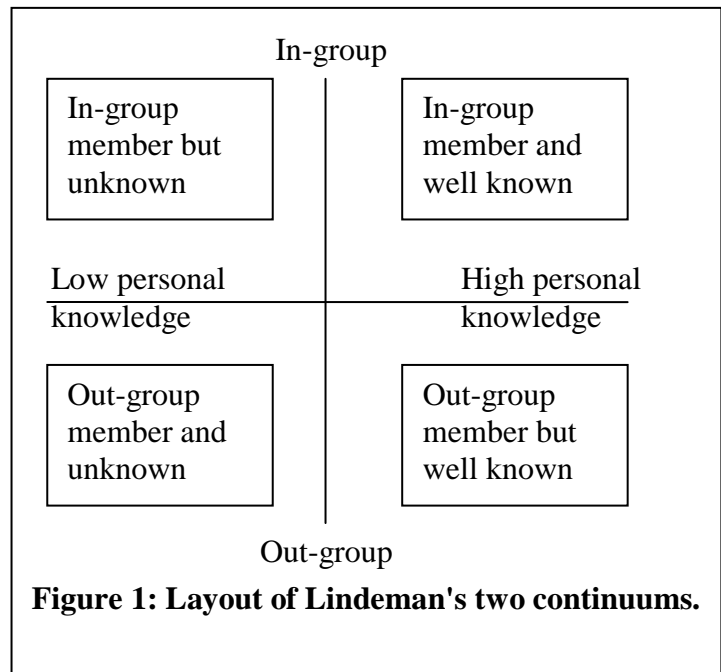 In-group
In-group
member but
unknown
In-group
member and
well known
Low personal
knowledge
High personal
knowledge
Out-group
member and
unknown
Out-group
member but
well known
Out-group
Figure 1: Layout of Lindeman's two continuums.